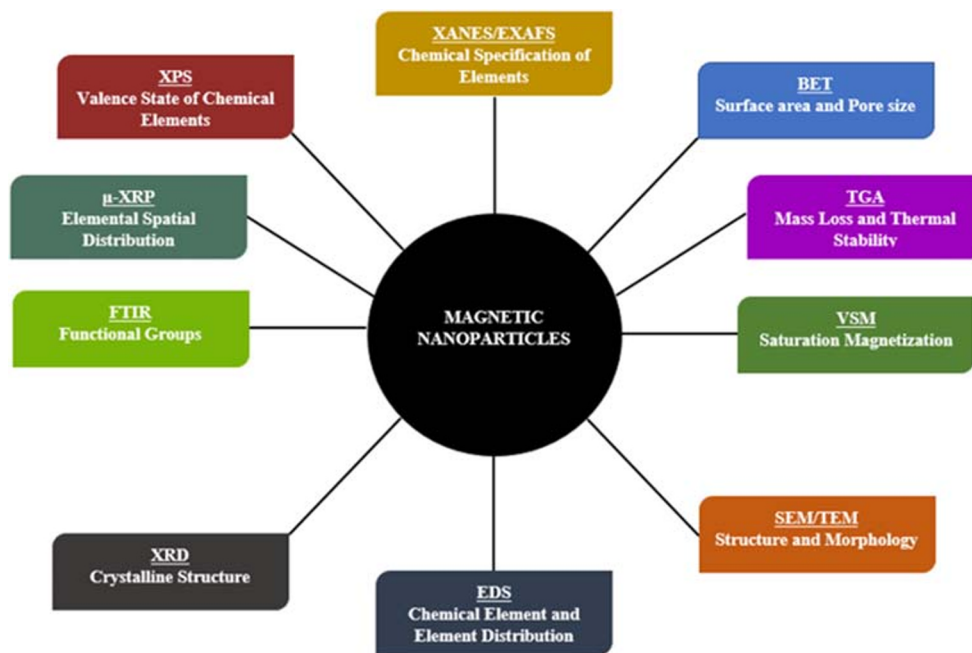 XANES/EXAFS
Chemical Specification of
Elements
XPS
Valence State of Chemical
Elements
BET
Surface area and Pore size
μ-XRP
Elemental Spatial
Distribution
TGA
Mass Loss and Thermal
Stability
FTIR
Functional Groups
MAGNETIC
NANOPARTICLES
VSM
Saturation Magnetization
XRD
Crystalline Structure
EDS
Chemical Element and
Element Distribution
SEM/TEM
Structure and Morphology